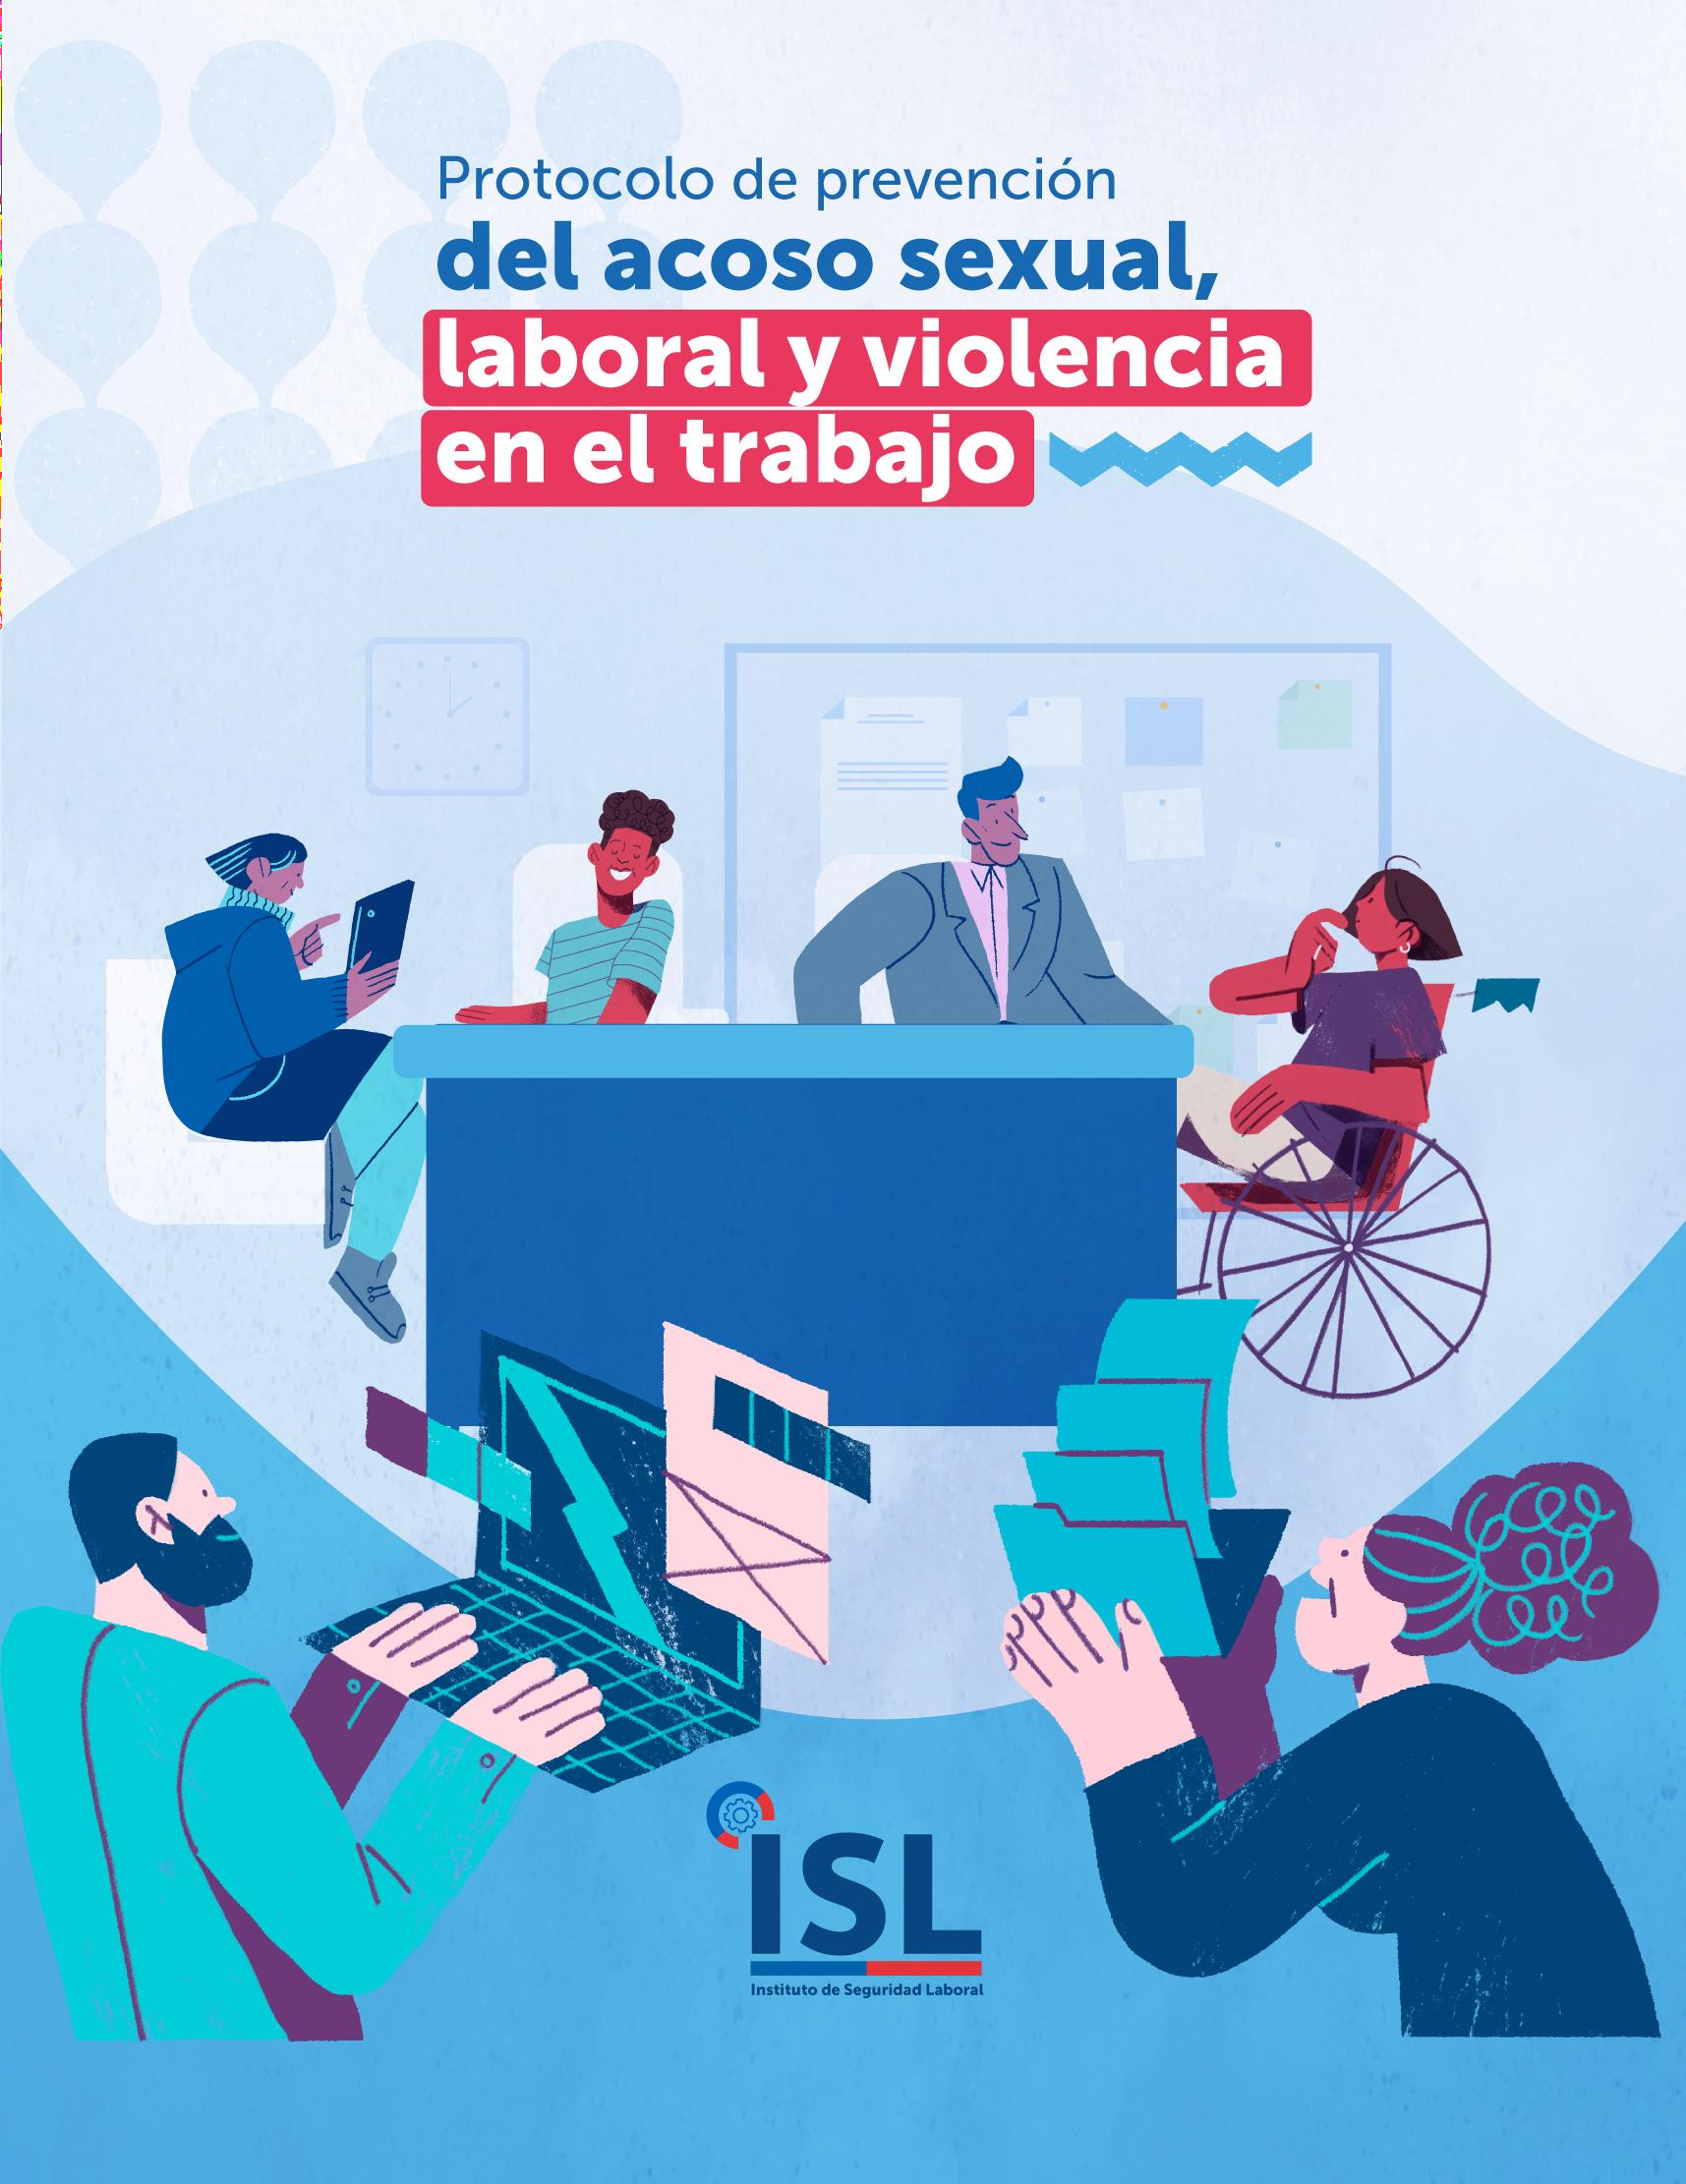 Protocolo de prevención
del acoso sexual,
laboral y violencia
en el trabajo
ISL
Instituto de Seguridad Laboral